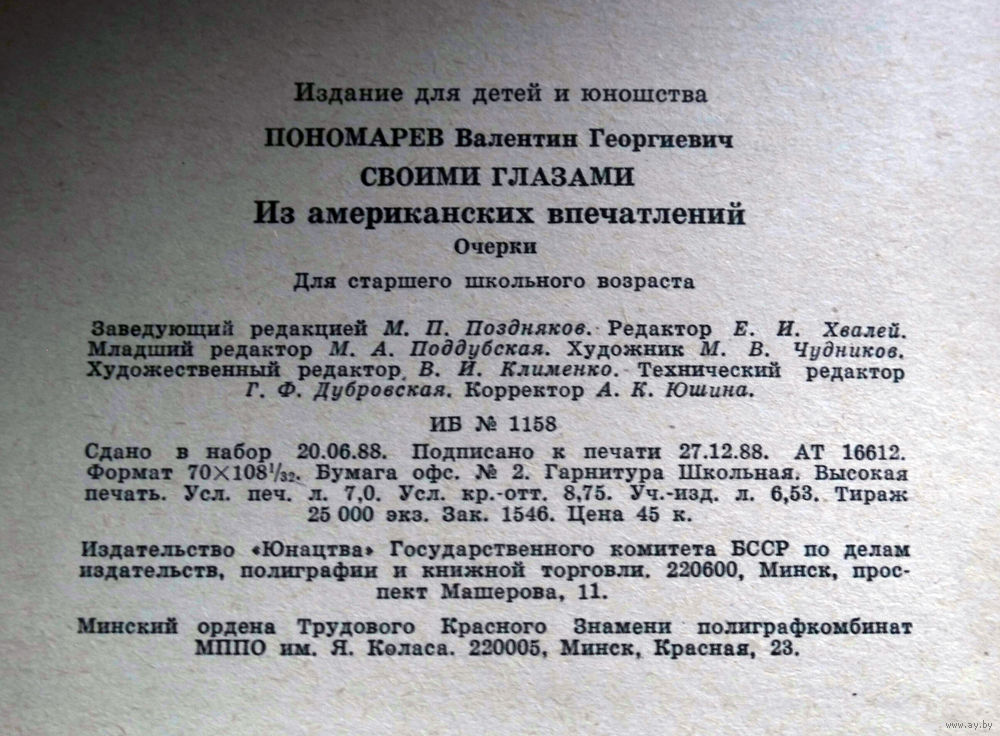 Издание для детей и юношества
ПОНОМАРЕВ Валентин Георгиевич
СВОИМИ ГЛАЗАМИ
Из американских впечатлений
Очерки
Для старшего школьного возраста
Заведующий редакцией М. П. Поздняков. Редактор Е. И. Хвалей.
Младший редактор М. А. Поддубская. Художник М. В. Чудников.
Художественный редактор В. И. Клименко. Технический редактор
Г. Ф. Дубровская. Корректор А. К. Юшина.
ИБ № 1158
Сдано в набор 20.06.88. Подписано к печати 27.12.88. АТ 16612.
Формат 70×108¹/₃₂. Бумага офс. № 2. Гарнитура Школьная. Высокая
печать. Усл. печ. л. 7,0. Усл. кр.-отт. 8,75. Уч.-изд. л. 6,53. Тираж
25 000 экз. Зак. 1546. Цена 45 к.
Издательство «Юнацтва» Государственного комитета БССР по делам
издательств, полиграфии и книжной торговли. 220600, Минск, прос-
пект Машерова, 11.
Минский ордена Трудового Красного Знамени полиграфкомбинат
МППО им. Я. Коласа. 220005, Минск, Красная, 23.
www.ay.by